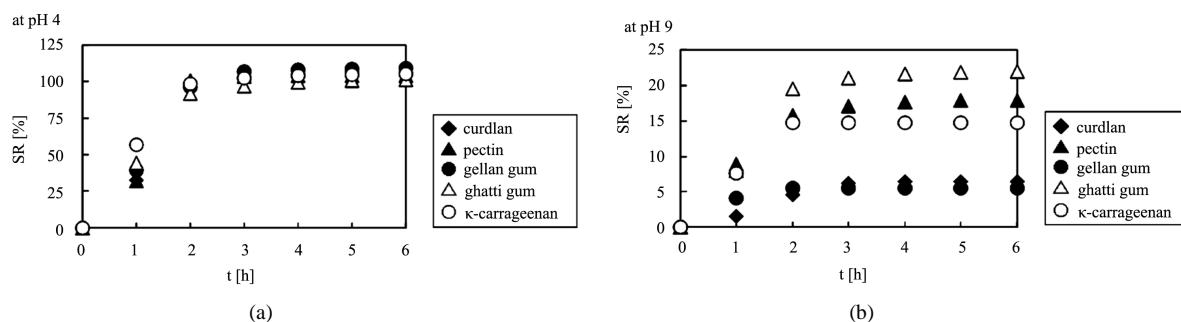 at pH 4
125
100
75
50
25
0
SR [%]
0 1 2 3 4 5 6
t [h]
curdlan
pectin
gellan gum
ghatti gum
κ-carrageenan
(a)
at pH 9
25
20
15
10
5
0
SR [%]
0 1 2 3 4 5 6
t [h]
curdlan
pectin
gellan gum
ghatti gum
κ-carrageenan
(b)